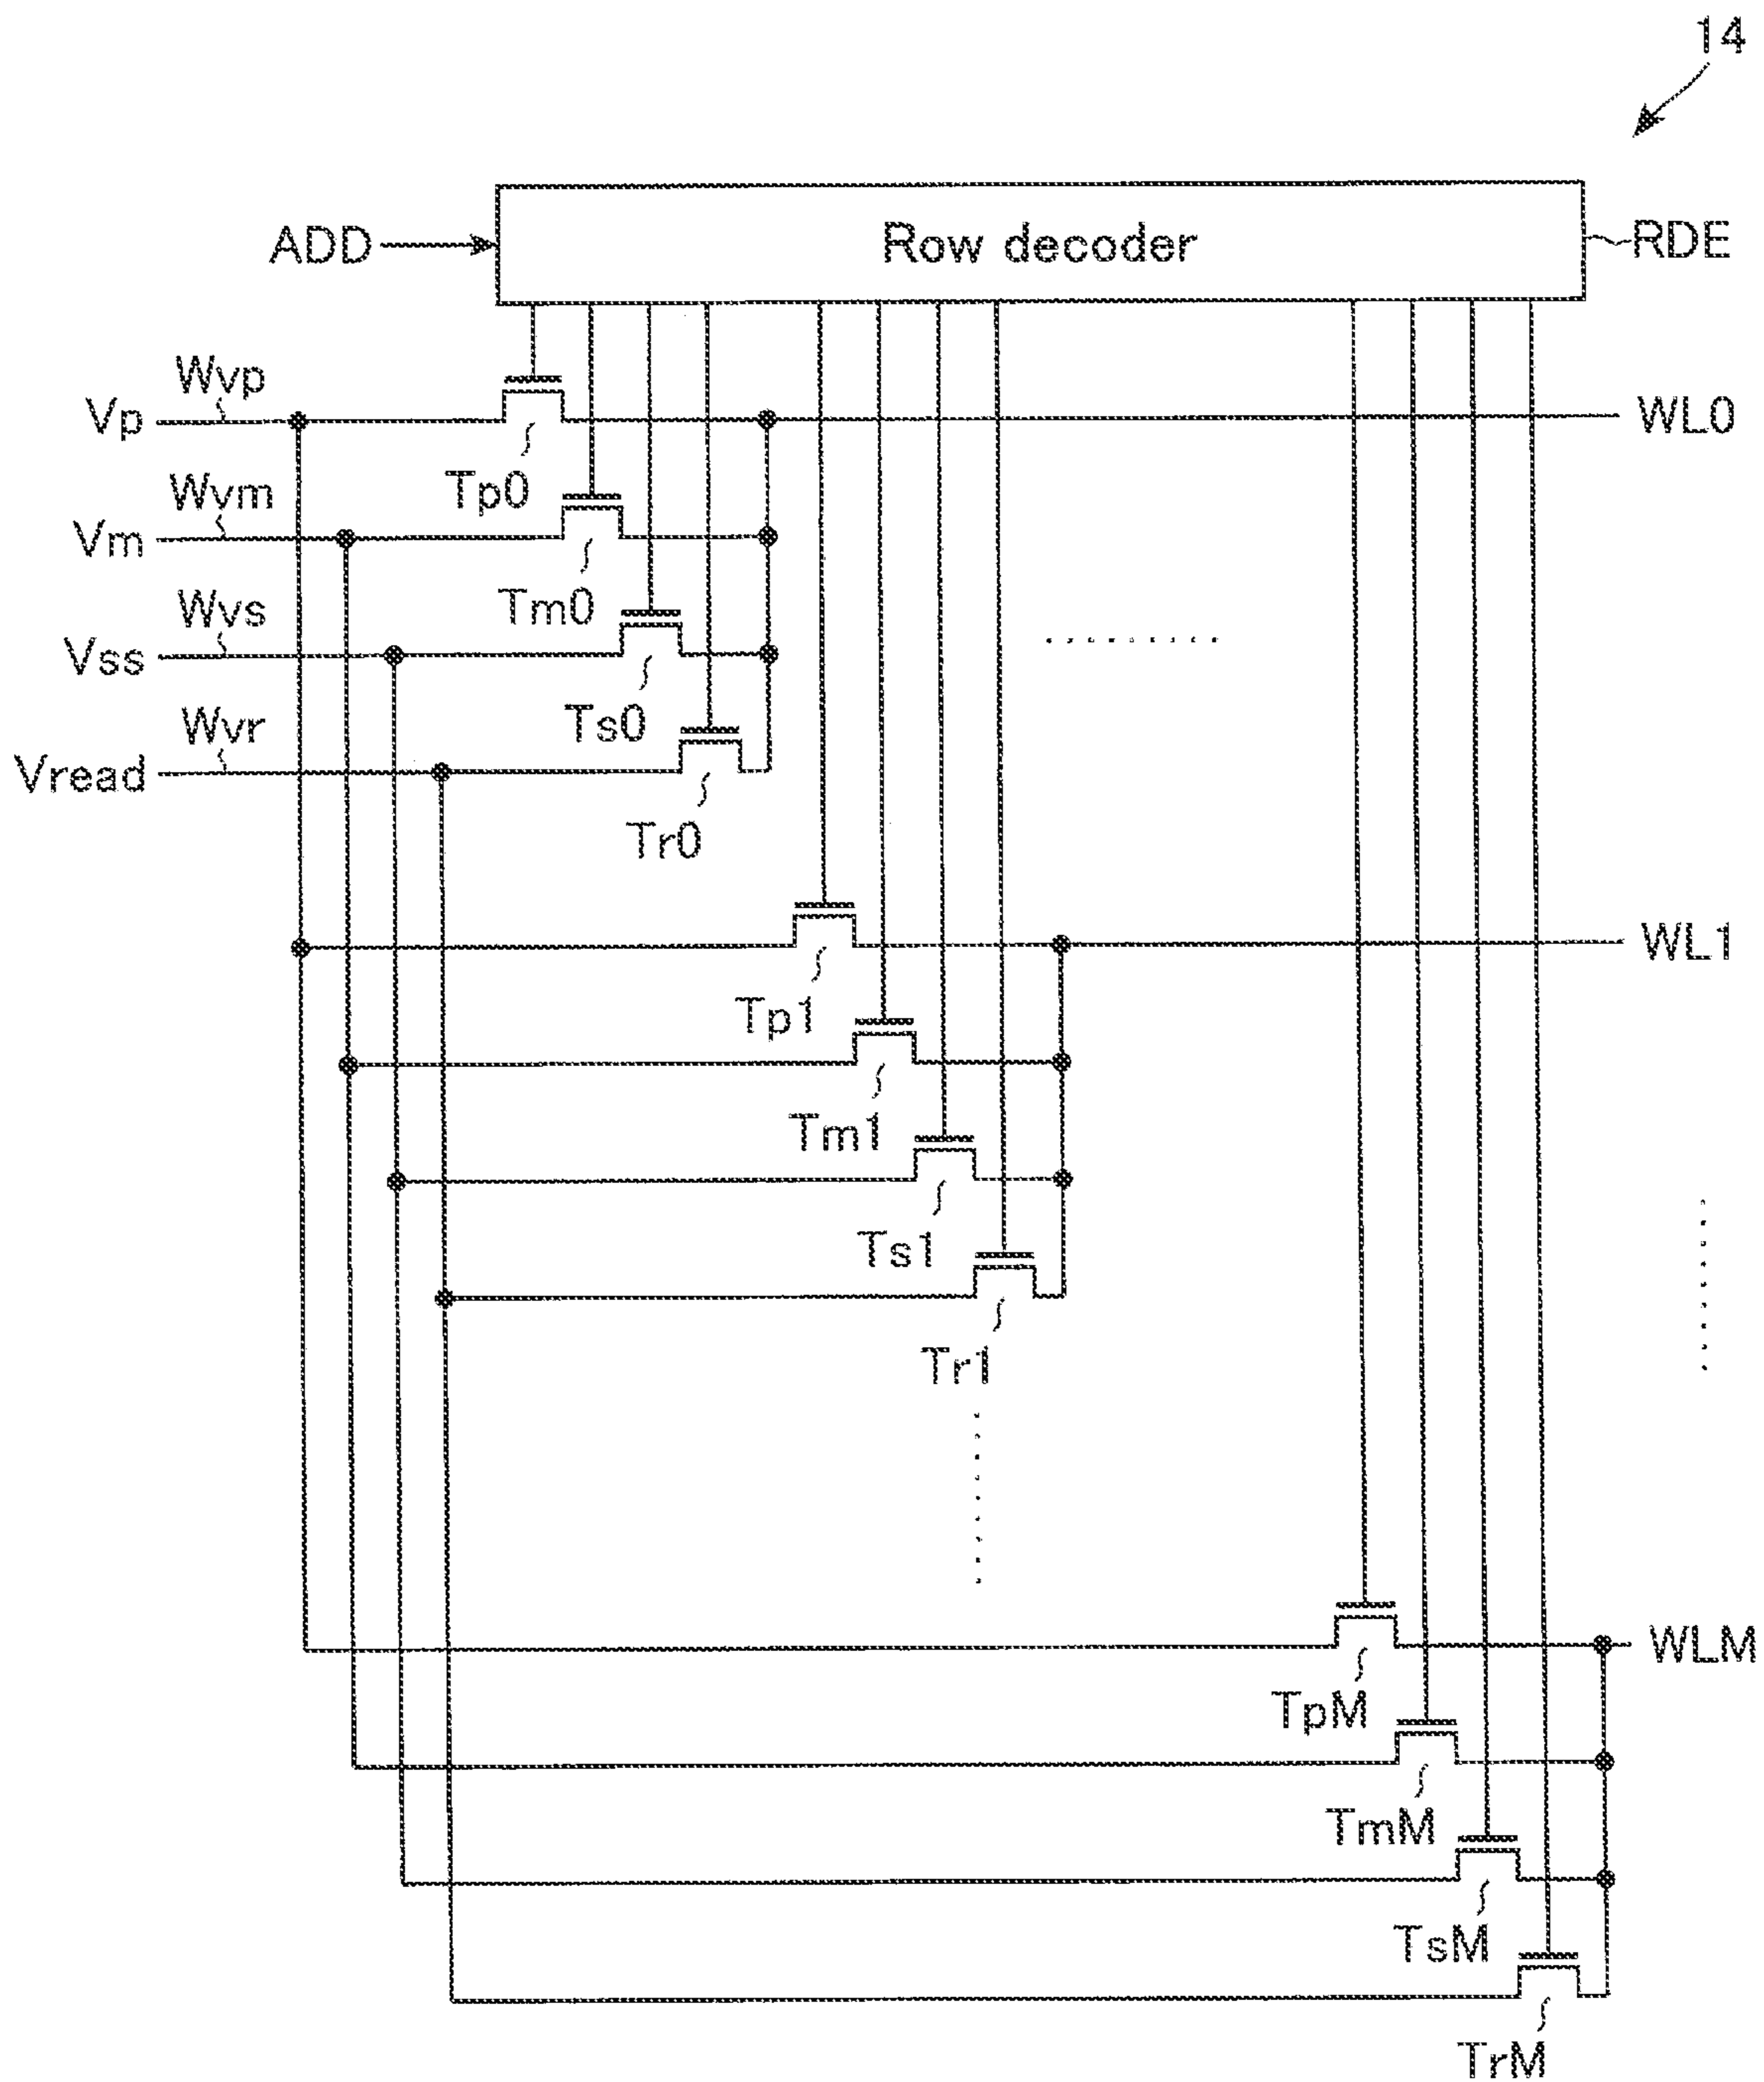 14
ADD
Row decoder
RDE
Wvp
Vp
WL0
Tp0
Wvm
Vm
Tm0
Wvs
Vss
Ts0
Wvr
Vread
Tr0
WL1
Tp1
Tm1
Ts1
Tr1
WLM
TpM
TmM
TsM
TrM